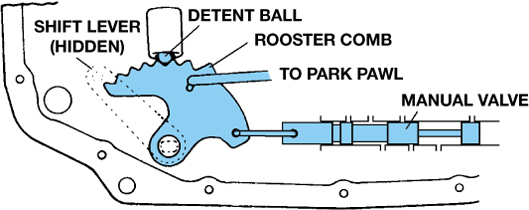 DETENT BALL
SHIFT LEVER
(HIDDEN)
ROOSTER COMB
TO PARK PAWL
MANUAL VALVE